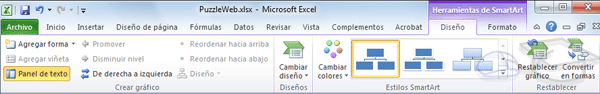 PuzzleWeb.xlsx - Microsoft Excel
Herramientas de SmartArt
Archivo Inicio Insertar Diseño de página Fórmulas Datos Revisar Vista Complementos Acrobat Diseño Formato
Agregar forma Promover Reordenar hacia arriba
Agregar viñeta Disminuir nivel Reordenar hacia abajo
Panel de texto De derecha a izquierda Diseño
Cambiar diseño
Cambiar colores
Restablecer gráfico
Convertir en formas
Crear gráfico Diseños Estilos SmartArt Restablecer